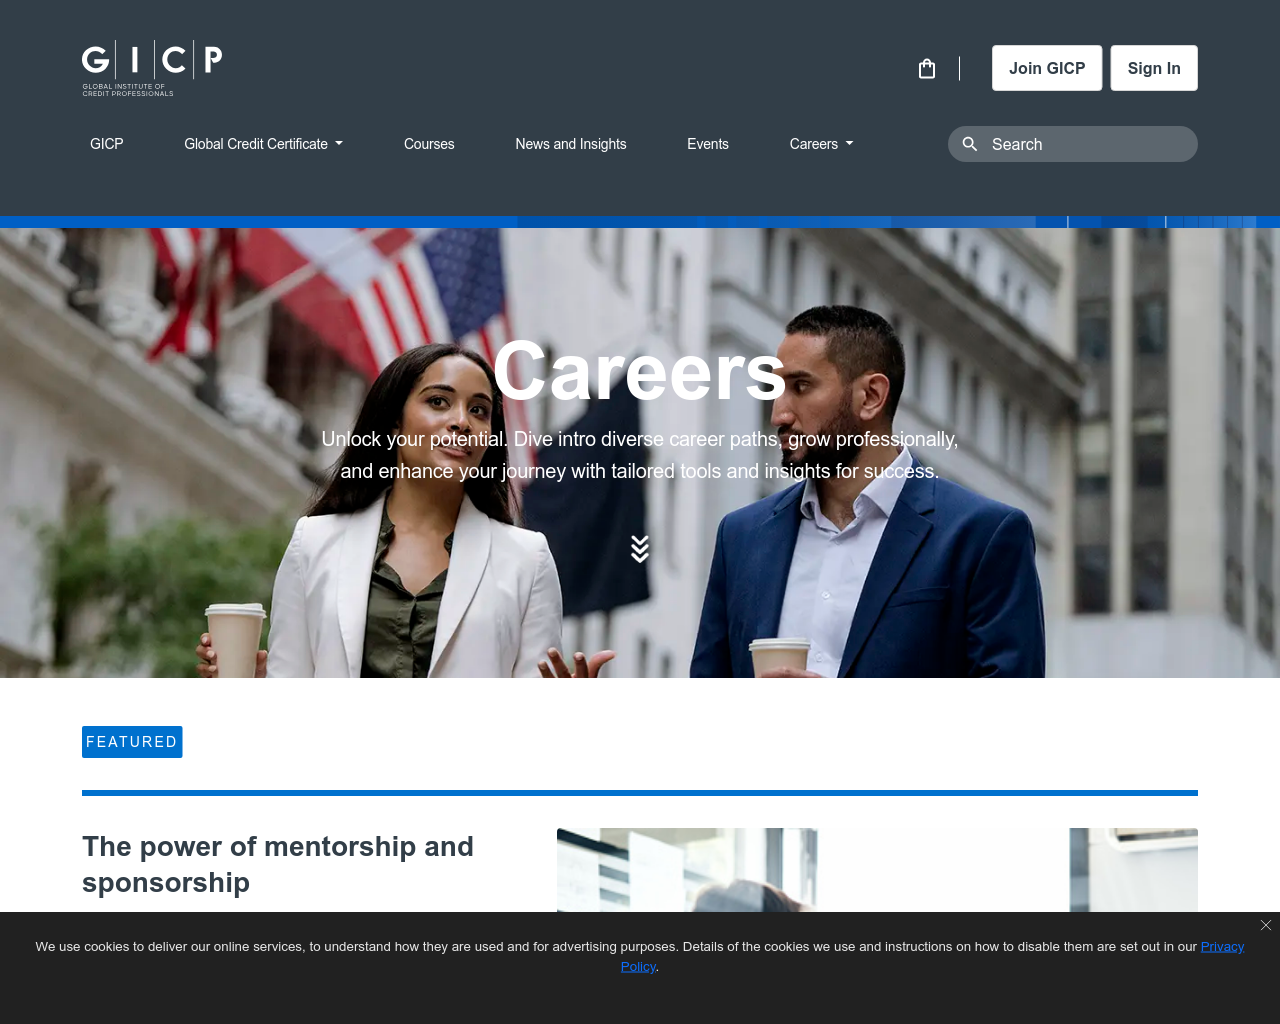 GICP
GLOBAL INSTITUTE OF
CREDIT PROFESSIONALS
Join GICP
Sign In
GICP
Global Credit Certificate
Courses
News and Insights
Events
Careers
Search
Careers
Unlock your potential. Dive intro diverse career paths, grow professionally,
and enhance your journey with tailored tools and insights for success.
FEATURED
The power of mentorship and
sponsorship
We use cookies to deliver our online services, to understand how they are used and for advertising purposes. Details of the cookies we use and instructions on how to disable them are set out in our Privacy
Policy.